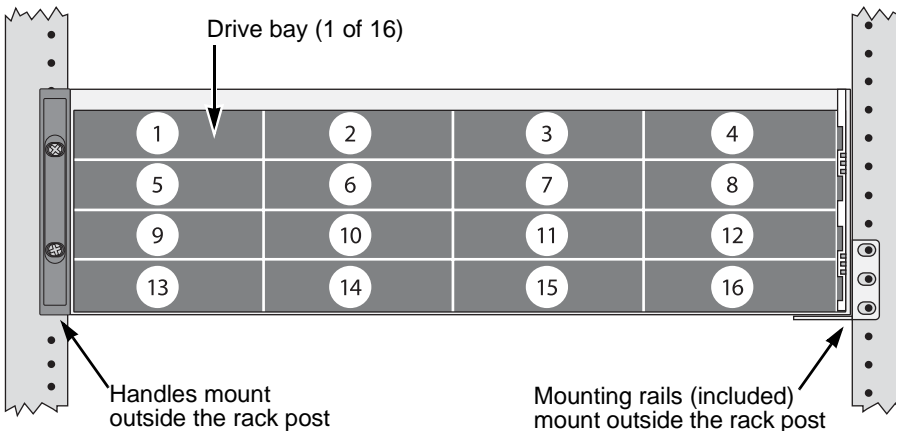 Drive bay (1 of 16)
1 2 3 4
5 6 7 8
9 10 11 12
13 14 15 16
Handles mount
outside the rack post
Mounting rails (included)
mount outside the rack post